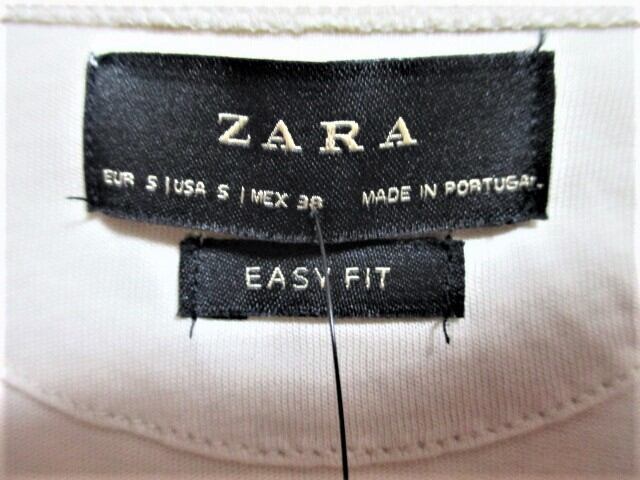 ZARA
EUR S | USA S | MEX 38 MADE IN PORTUGAL
EASY FIT